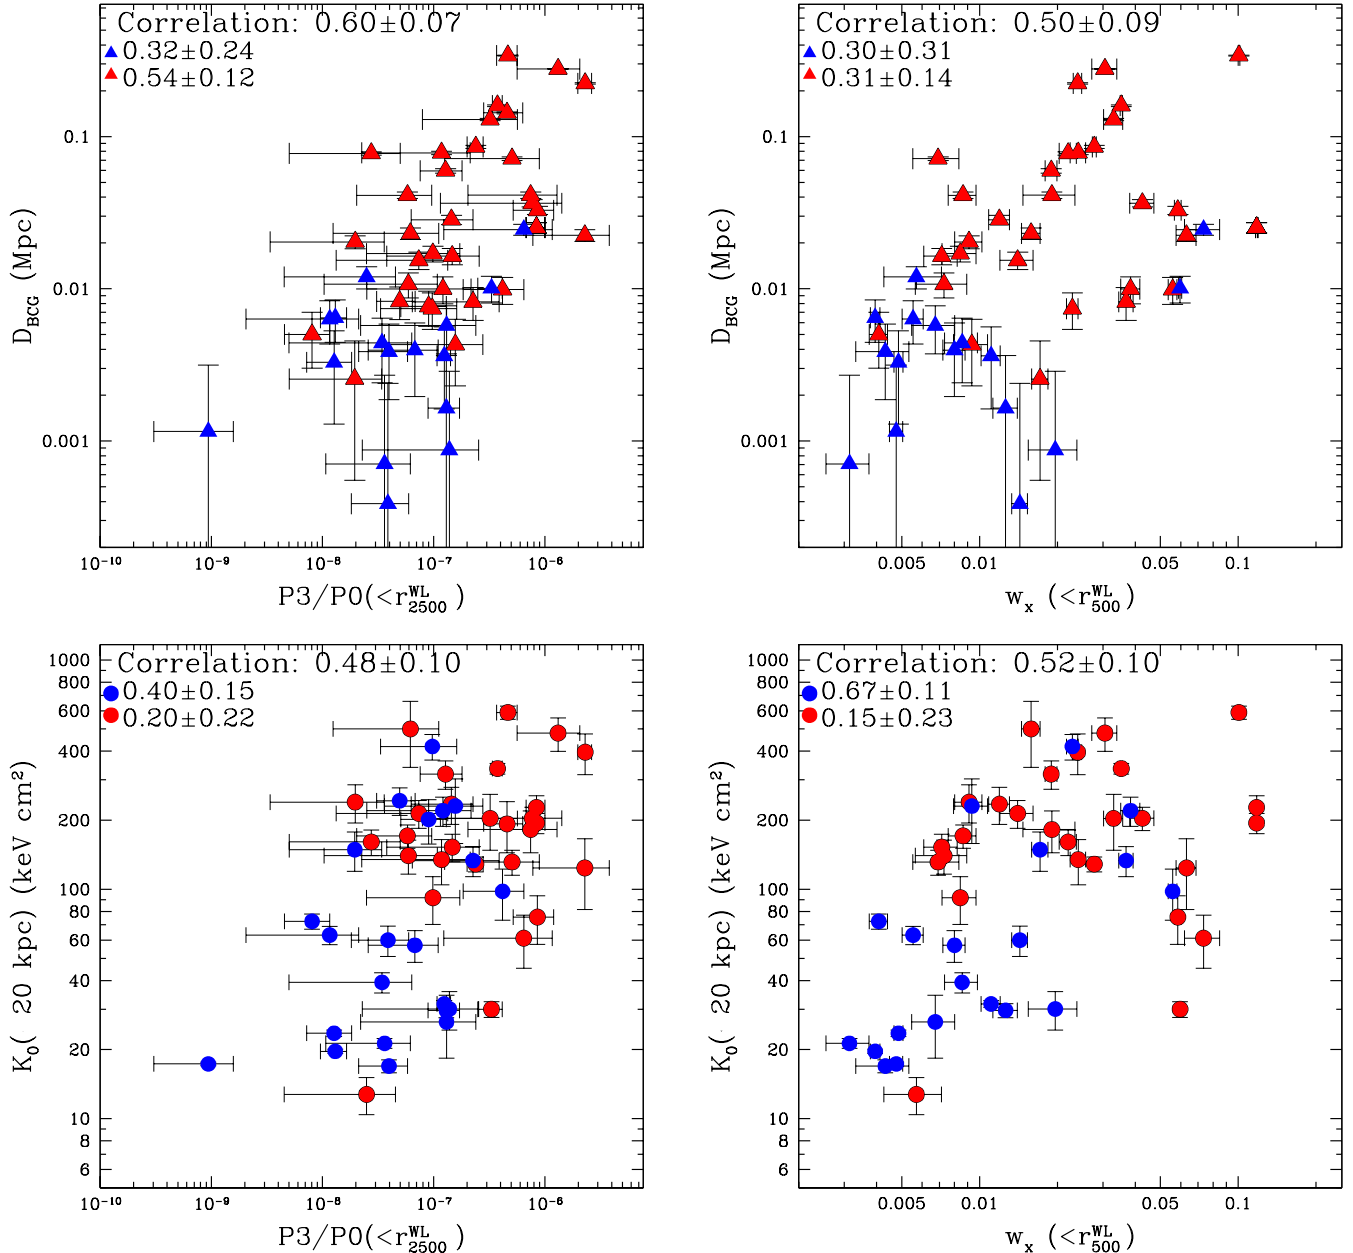 Correlation: 0.60±0.07
0.32±0.24
0.54±0.12
0.1
0.01
0.001
D_BCG (Mpc)
10⁻¹⁰ 10⁻⁹ 10⁻⁸ 10⁻⁷ 10⁻⁶
P3/P0(<r^WL_2500 )
Correlation: 0.50±0.09
0.30±0.31
0.31±0.14
0.1
0.01
0.001
D_BCG (Mpc)
0.005 0.01 0.05 0.1
w_x (<r^WL_500)
Correlation: 0.48±0.10
0.40±0.15
0.20±0.22
1000
800
600
400
200
100
80
60
40
20
10
8
6
K₀( 20 kpc) (keV cm²)
10⁻¹⁰ 10⁻⁹ 10⁻⁸ 10⁻⁷ 10⁻⁶
P3/P0(<r^WL_2500 )
Correlation: 0.52±0.10
0.67±0.11
0.15±0.23
1000
800
600
400
200
100
80
60
40
20
10
8
6
K₀( 20 kpc) (keV cm²)
0.005 0.01 0.05 0.1
w_x (<r^WL_500)